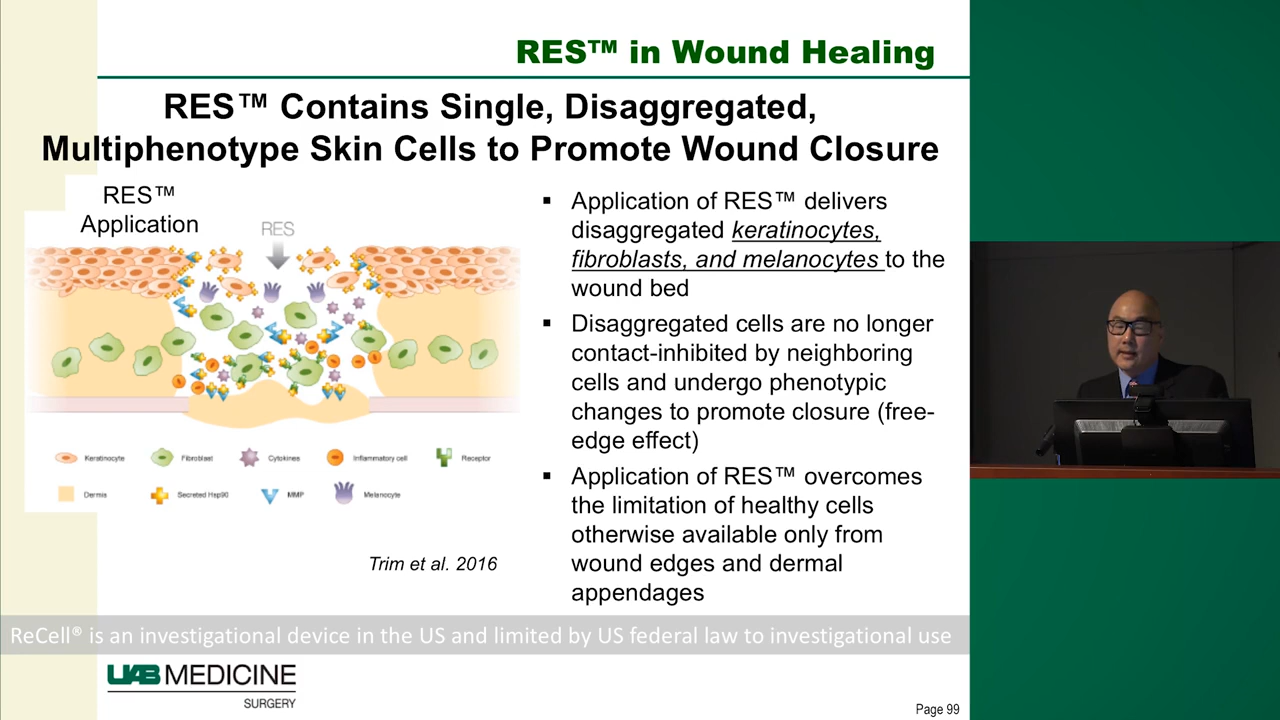 RES™ in Wound Healing
RES™ Contains Single, Disaggregated,
Multiphenotype Skin Cells to Promote Wound Closure
RES™
Application
RES
Keratinocyte
Fibroblast
Cytokines
Inflammatory cell
Receptor
Dermis
Secreted Hsp90
MMP
Melanocyte
Trim et al. 2016
▪ Application of RES™ delivers
disaggregated keratinocytes,
fibroblasts, and melanocytes to the
wound bed
▪ Disaggregated cells are no longer
contact-inhibited by neighboring
cells and undergo phenotypic
changes to promote closure (free-
edge effect)
▪ Application of RES™ overcomes
the limitation of healthy cells
otherwise available only from
wound edges and dermal
appendages
ReCell® is an investigational device in the US and limited by US federal law to investigational use
UAB MEDICINE
SURGERY
Page 99